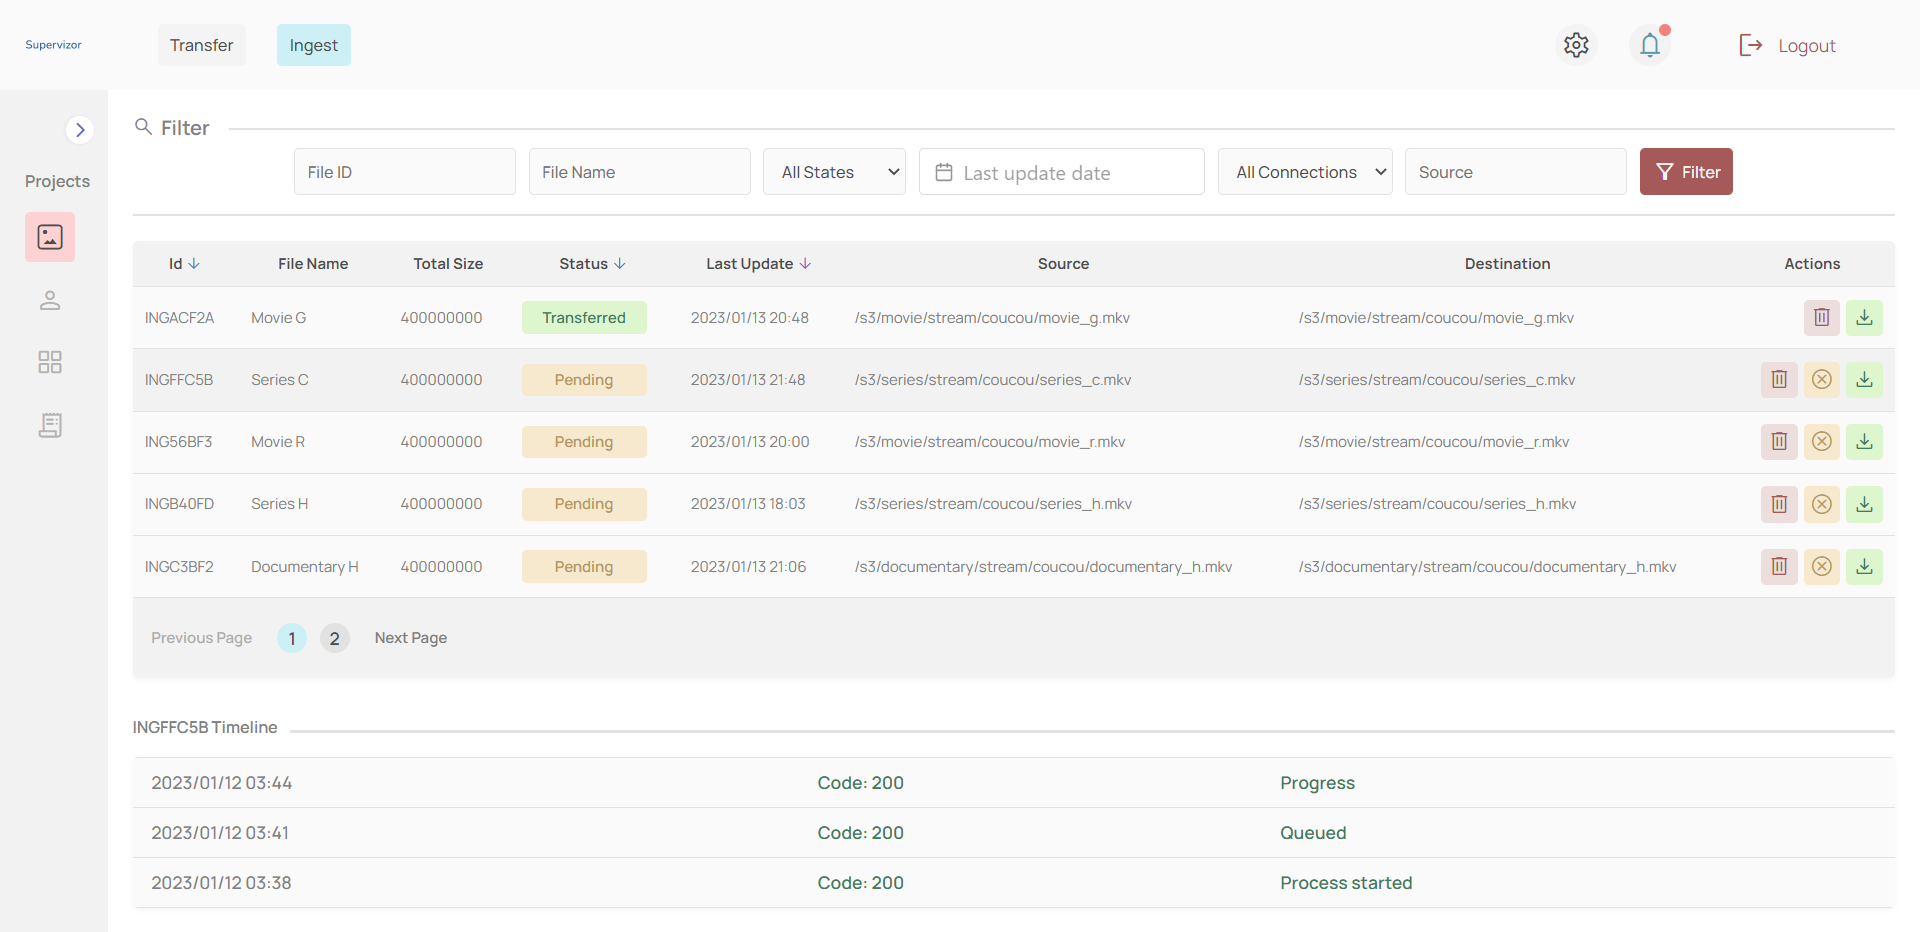 Supervizor
Transfer
Ingest
Logout
Projects
Filter
File ID
File Name
All States
Last update date
All Connections
Source
Filter
Id File Name Total Size Status Last Update Source Destination Actions
INGACF2A Movie G 400000000 Transferred 2023/01/13 20:48 /s3/movie/stream/coucou/movie_g.mkv /s3/movie/stream/coucou/movie_g.mkv
INGFFC5B Series C 400000000 Pending 2023/01/13 21:48 /s3/series/stream/coucou/series_c.mkv /s3/series/stream/coucou/series_c.mkv
ING56BF3 Movie R 400000000 Pending 2023/01/13 20:00 /s3/movie/stream/coucou/movie_r.mkv /s3/movie/stream/coucou/movie_r.mkv
INGB40FD Series H 400000000 Pending 2023/01/13 18:03 /s3/series/stream/coucou/series_h.mkv /s3/series/stream/coucou/series_h.mkv
INGC3BF2 Documentary H 400000000 Pending 2023/01/13 21:06 /s3/documentary/stream/coucou/documentary_h.mkv /s3/documentary/stream/coucou/documentary_h.mkv
Previous Page 1 2 Next Page
INGFFC5B Timeline
2023/01/12 03:44 Code: 200 Progress
2023/01/12 03:41 Code: 200 Queued
2023/01/12 03:38 Code: 200 Process started